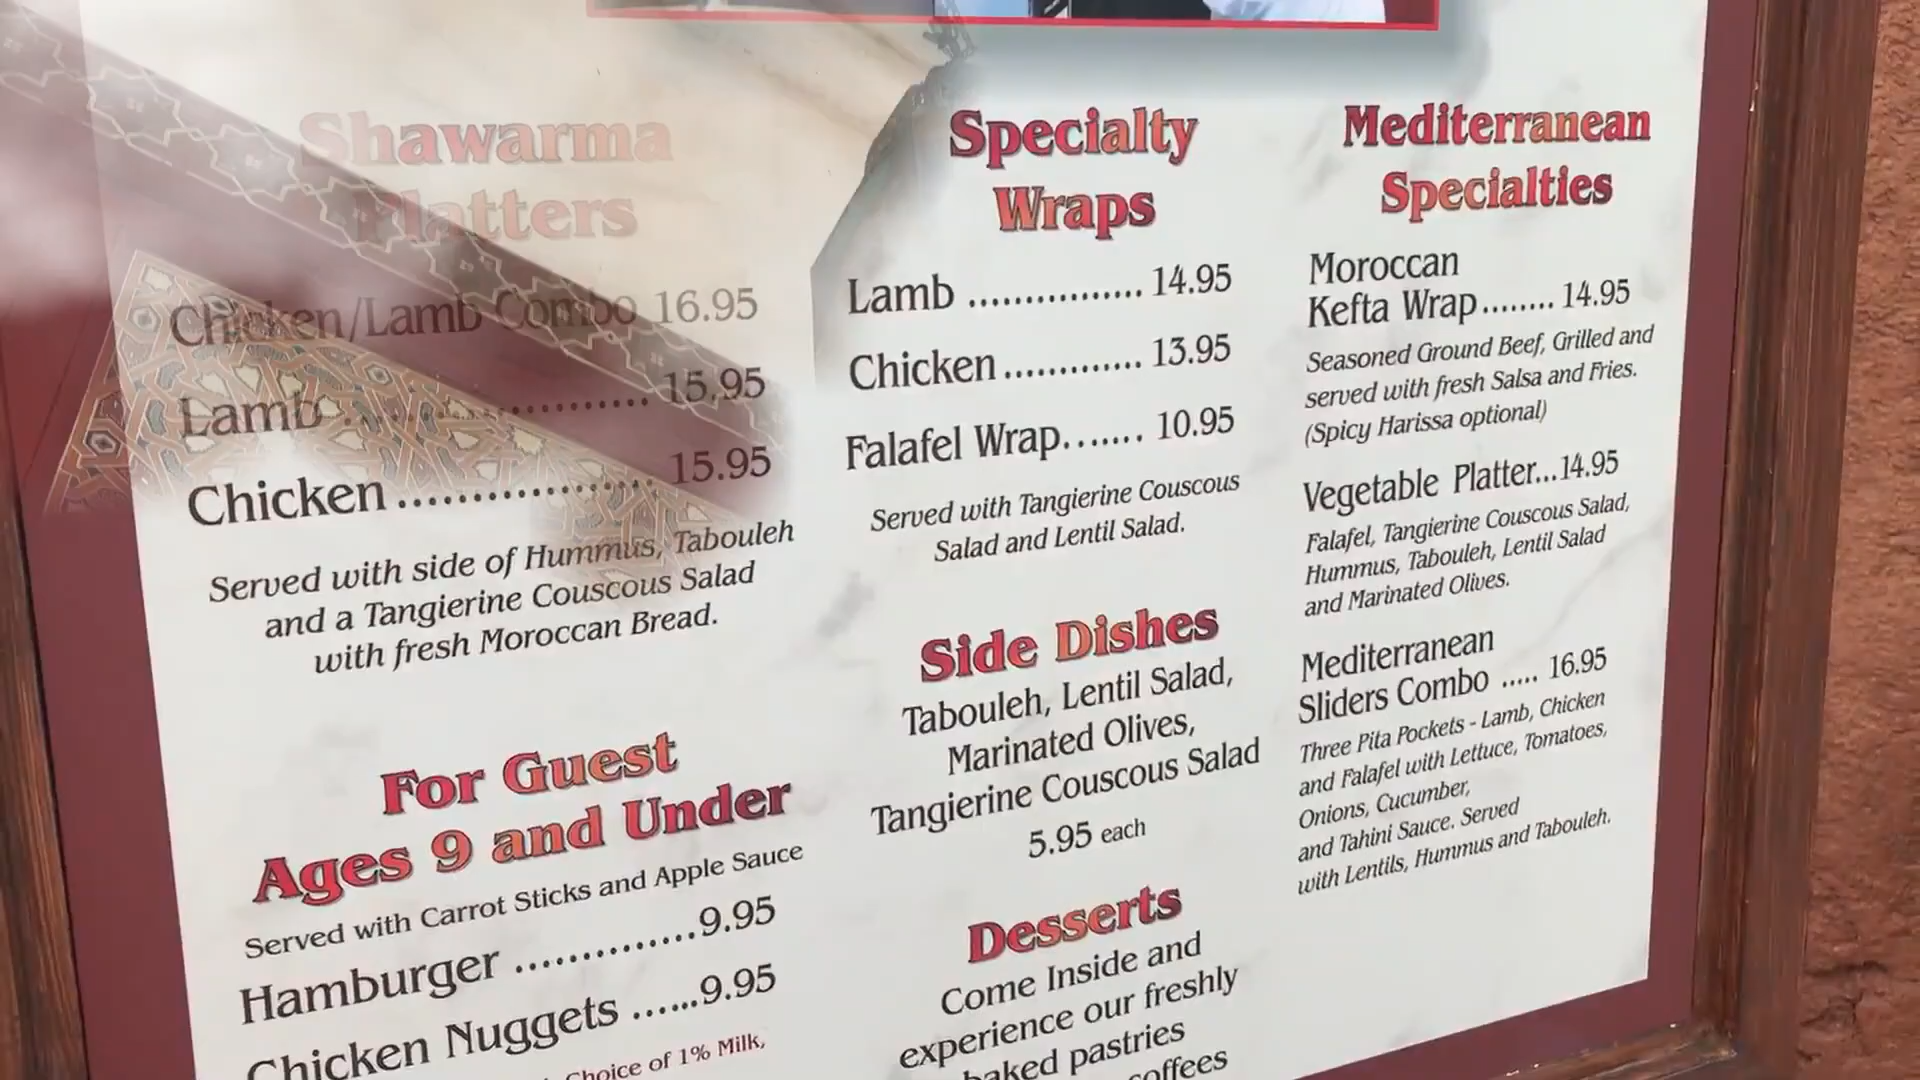 Shawarma
Platters
Chicken/Lamb Combo 16.95
Lamb ........................ 15.95
Chicken .................... 15.95
Served with side of Hummus, Tabouleh
and a Tangierine Couscous Salad
with fresh Moroccan Bread.
For Guest
Ages 9 and Under
Served with Carrot Sticks and Apple Sauce
Hamburger .............9.95
Chicken Nuggets ......9.95
Choice of 1% Milk,
Specialty
Wraps
Lamb ................ 14.95
Chicken ............. 13.95
Falafel Wrap....... 10.95
Served with Tangierine Couscous
Salad and Lentil Salad.
Side Dishes
Tabouleh, Lentil Salad,
Marinated Olives,
Tangierine Couscous Salad
5.95 each
Desserts
Come Inside and
experience our freshly
baked pastries
coffees
Mediterranean
Specialties
Moroccan
Kefta Wrap........ 14.95
Seasoned Ground Beef, Grilled and
served with fresh Salsa and Fries.
(Spicy Harissa optional)
Vegetable Platter...14.95
Falafel, Tangierine Couscous Salad,
Hummus, Tabouleh, Lentil Salad
and Marinated Olives.
Mediterranean
Sliders Combo ..... 16.95
Three Pita Pockets - Lamb, Chicken
and Falafel with Lettuce, Tomatoes,
Onions, Cucumber,
and Tahini Sauce. Served
with Lentils, Hummus and Tabouleh.